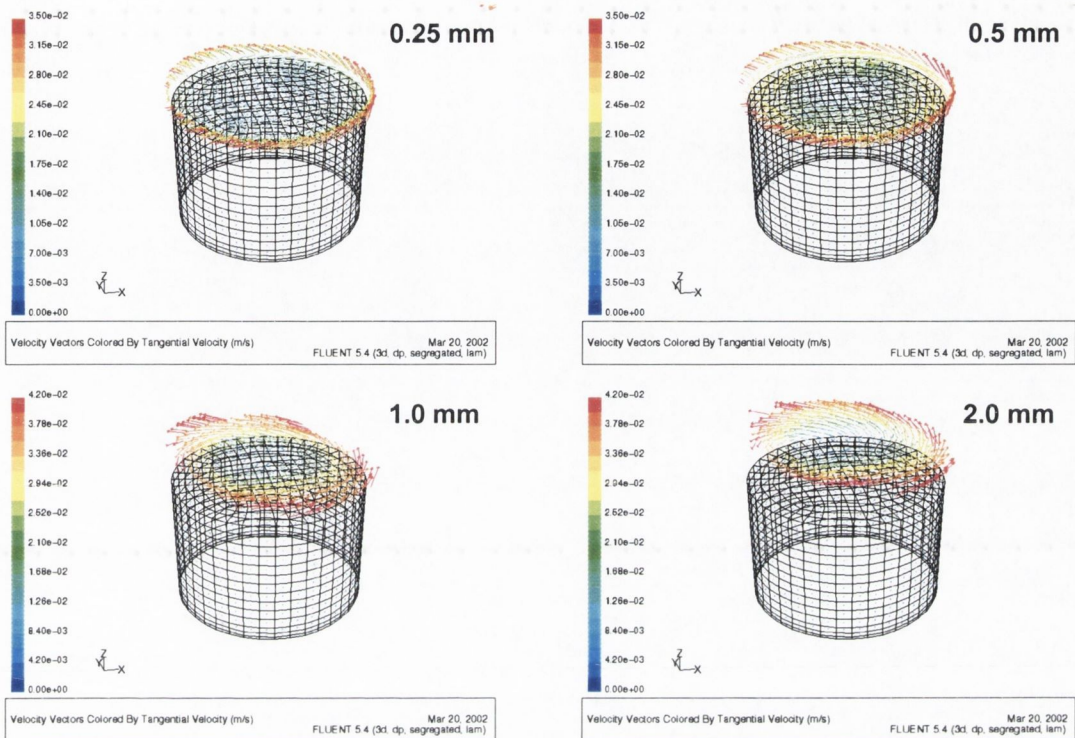 3.50e-02
0.25 mm
3.15e-02
2.80e-02
2.45e-02
2.10e-02
1.75e-02
1.40e-02
1.05e-02
7.00e-03
3.50e-03
0.00e+00
Z
Y
X
Velocity Vectors Colored By Tangential Velocity (m/s)
Mar 20, 2002
FLUENT 5.4 (3d, dp, segregated, lam)
3.50e-02
0.5 mm
3.15e-02
2.80e-02
2.45e-02
2.10e-02
1.75e-02
1.40e-02
1.05e-02
7.00e-03
3.50e-03
0.00e+00
Z
Y
X
Velocity Vectors Colored By Tangential Velocity (m/s)
Mar 20, 2002
FLUENT 5.4 (3d, dp, segregated, lam)
4.20e-02
1.0 mm
3.78e-02
3.36e-02
2.94e-02
2.52e-02
2.10e-02
1.68e-02
1.26e-02
8.40e-03
4.20e-03
0.00e+00
Z
Y
X
Velocity Vectors Colored By Tangential Velocity (m/s)
Mar 20, 2002
FLUENT 5.4 (3d, dp, segregated, lam)
4.20e-02
2.0 mm
3.78e-02
3.36e-02
2.94e-02
2.52e-02
2.10e-02
1.68e-02
1.26e-02
8.40e-03
4.20e-03
0.00e+00
Z
Y
X
Velocity Vectors Colored By Tangential Velocity (m/s)
Mar 20, 2002
FLUENT 5.4 (3d, dp, segregated, lam)